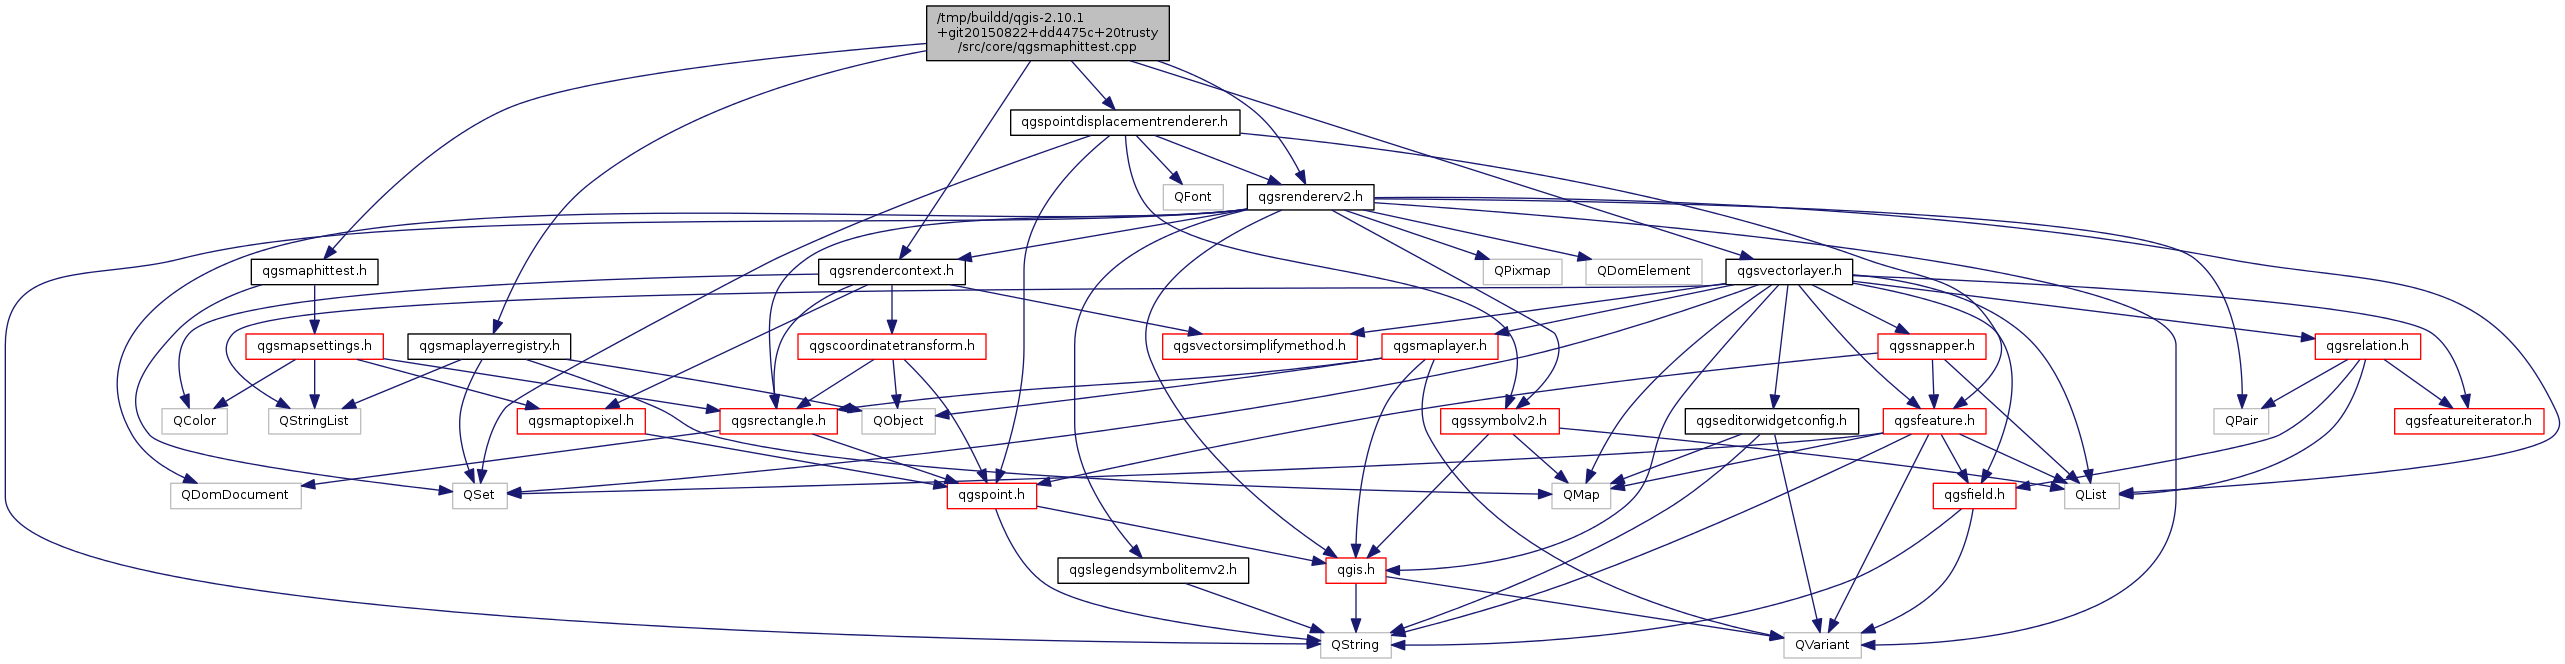 /tmp/buildd/qgis-2.10.1
+git20150822+dd4475c+20trusty
/src/core/qgsmaphittest.cpp
qgspointdisplacementrenderer.h
QFont
qgsrendererv2.h
qgsmaphittest.h
qgsrendercontext.h
QPixmap
QDomElement
qgsvectorlayer.h
qgsmapsettings.h
qgsmaplayerregistry.h
qgscoordinatetransform.h
qgsvectorsimplifymethod.h
qgsmaplayer.h
qgssnapper.h
qgsrelation.h
QColor
QStringList
qgsmaptopixel.h
qgsrectangle.h
QObject
qgssymbolv2.h
qgseditorwidgetconfig.h
qgsfeature.h
QPair
qgsfeatureiterator.h
QDomDocument
QSet
qgspoint.h
QMap
qgsfield.h
QList
qgslegendsymbolitemv2.h
qgis.h
QString
QVariant